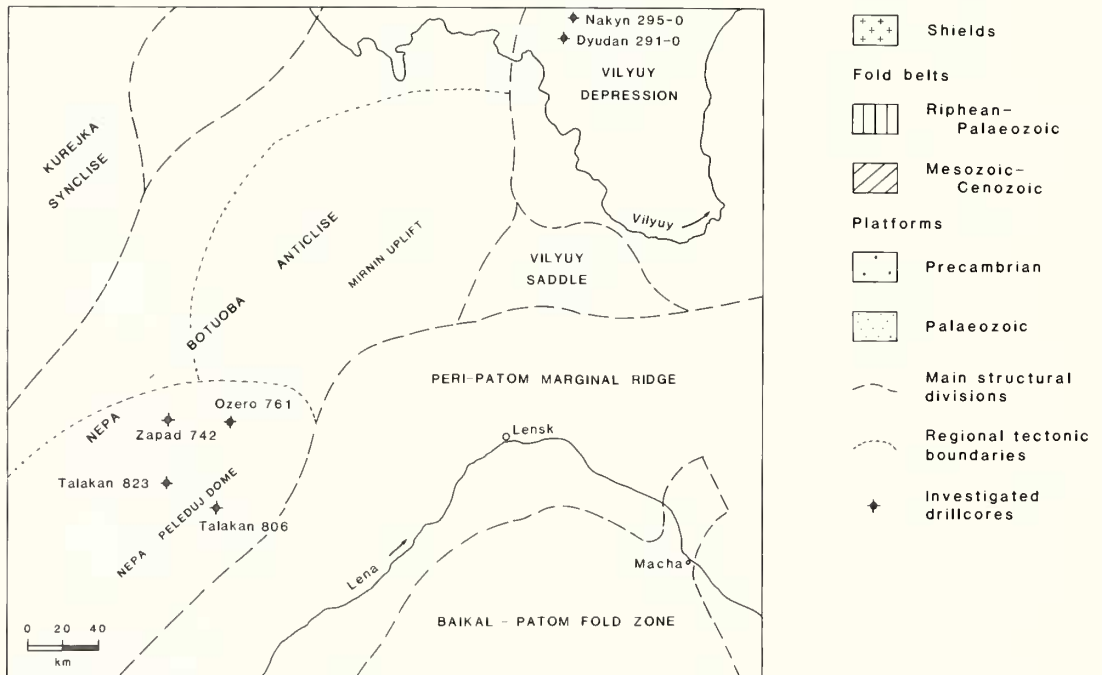 Nakyn 295-0
Dyudan 291-0
VILYUY
DEPRESSION
KUREJKA
SYNCLISE
ANTICLISE
MIRNIN UPLIFT
Vilyuy
VILYUY
SADDLE
BOTUOBA
PERI-PATOM MARGINAL RIDGE
NEPA
Ozero 761
Zapad 742
Lensk
Talakan 823
NEPA PELEDUJ DOME
Talakan 806
Lena
Macha
BAIKAL - PATOM FOLD ZONE
0 20 40
km
Shields
Fold belts
Riphean-
Palaeozoic
Mesozoic-
Cenozoic
Platforms
Precambrian
Palaeozoic
Main structural
divisions
Regional tectonic
boundaries
Investigated
drillcores